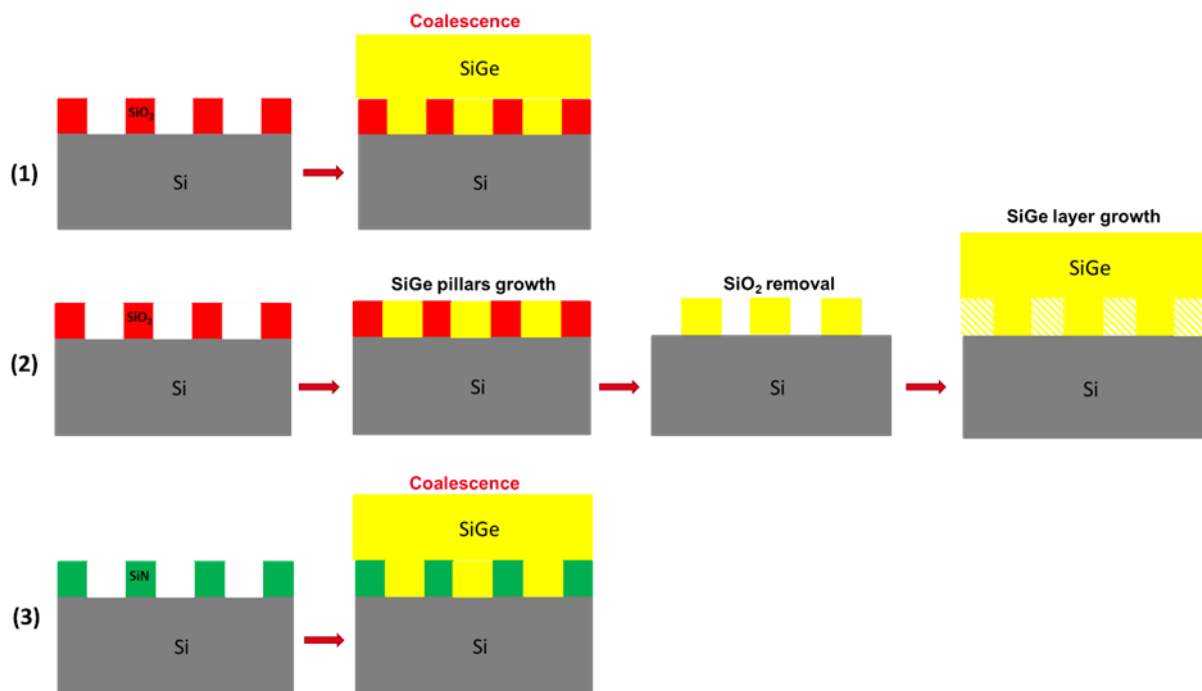 Coalescence
SiGe
SiO₂
(1)
Si
Si
SiGe layer growth
SiGe pillars growth
SiO₂ removal
SiGe
SiO₂
(2)
Si
Si
Si
Coalescence
SiGe
SiN
(3)
Si
Si